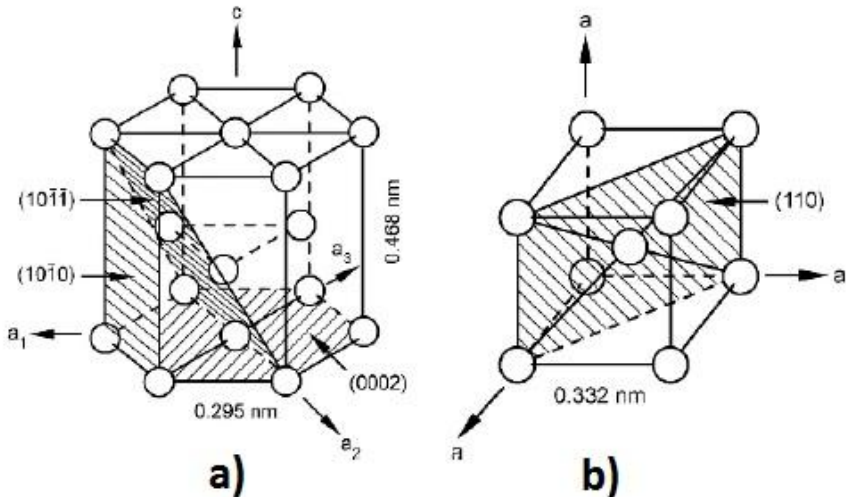 c
(101̄1̄)
(101̄0)
a₁
a₂
a₃
0.468 nm
0.295 nm
(0002)
a)
a
a
a
(110)
0.332 nm
b)